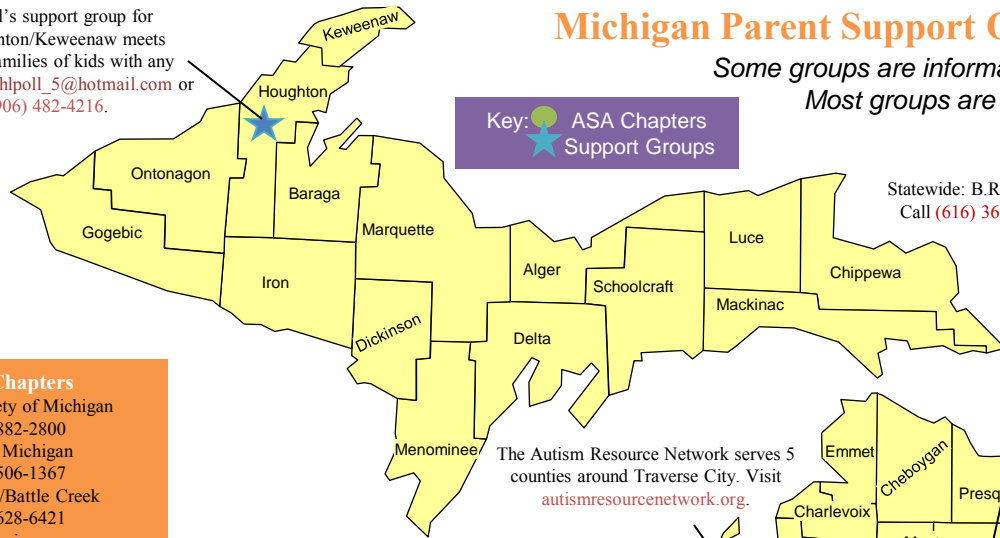 l's support group for
nton/Keweenaw meets
amilies of kids with any
hlpoll_5@hotmail.com or
906) 482-4216.
Michigan Parent Support
Some groups are informa
Most groups are
Key: ASA Chapters
Support Groups
Statewide: B.R
Call (616) 36
Keweenaw
Houghton
Ontonagon
Baraga
Gogebic
Marquette
Iron
Alger
Luce
Schoolcraft
Chippewa
Mackinac
Dickinson
Delta
Menominee
Chapters
ety of Michigan
882-2800
Michigan
506-1367
/Battle Creek
628-6421
The Autism Resource Network serves 5
counties around Traverse City. Visit
autismresourcenetwork.org.
Emmet
Cheboygan
Presq
Charlevoix